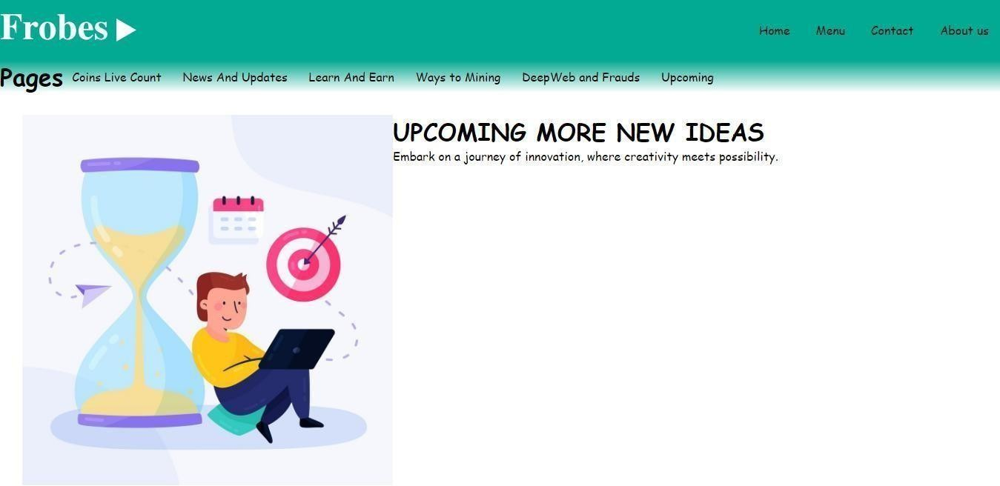 Frobes
Home Menu Contact About us
Pages Coins Live Count News And Updates Learn And Earn Ways to Mining DeepWeb and Frauds Upcoming
UPCOMING MORE NEW IDEAS
Embark on a journey of innovation, where creativity meets possibility.